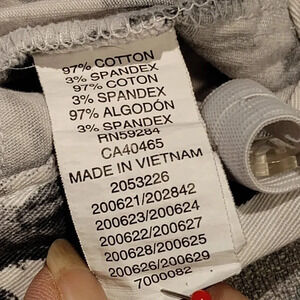 97% COTTON
3% SPANDEX
97% COTON
3% SPANDEX
97% ALGODÓN
3% SPANDEX
RN59284
CA40465
MADE IN VIETNAM
2053226
200621/202842
200623/200624
200622/200627
200628/200625
200626/200629
7000082